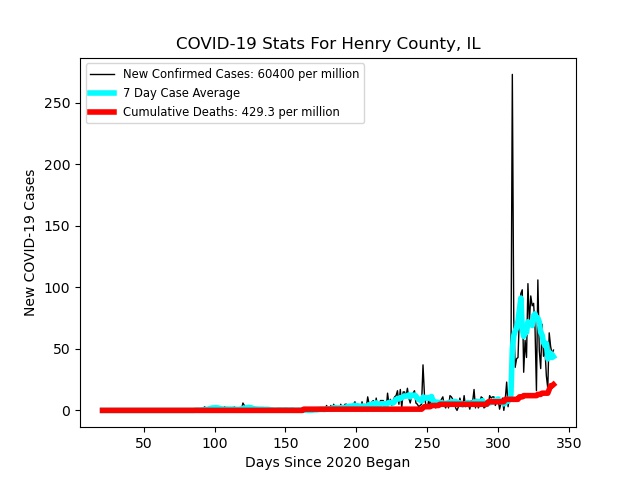 COVID-19 Stats For Henry County, IL
New Confirmed Cases: 60400 per million
7 Day Case Average
Cumulative Deaths: 429.3 per million
New COVID-19 Cases
250
200
150
100
50
0
50 100 150 200 250 300 350
Days Since 2020 Began